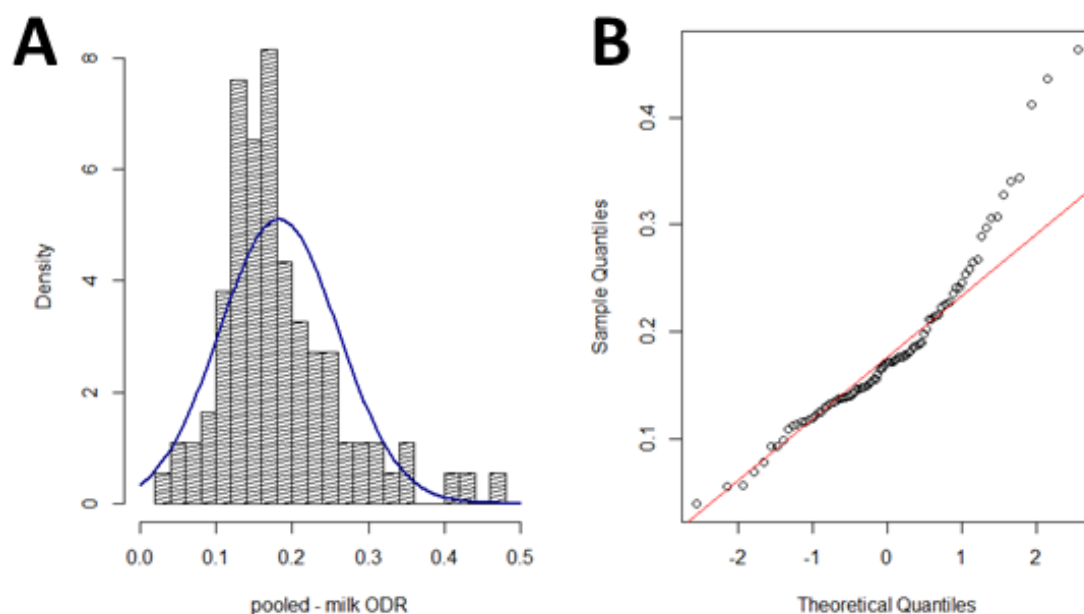 A
Density
8
6
4
2
0
0.0 0.1 0.2 0.3 0.4 0.5
pooled - milk ODR
B
Sample Quantiles
0.4
0.3
0.2
0.1
-2 -1 0 1 2
Theoretical Quantiles